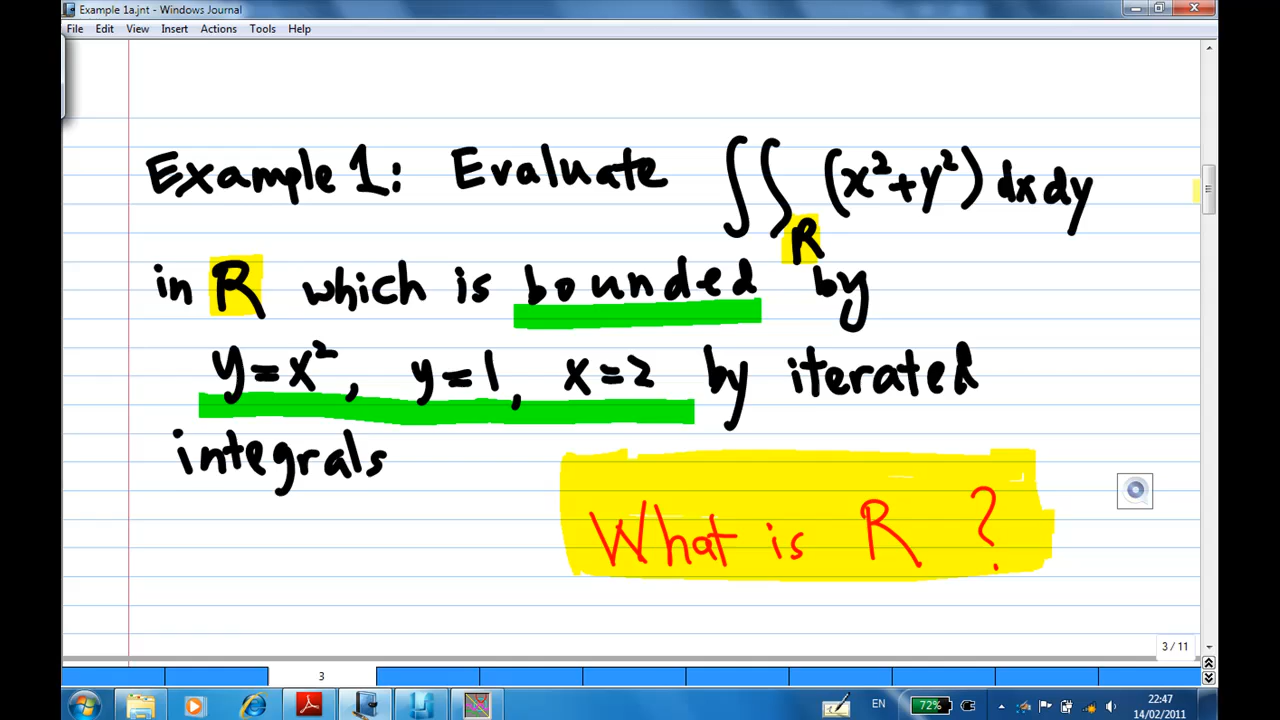 Example 1a.jnt - Windows Journal
File Edit View Insert Actions Tools Help
Example 1: Evaluate ∫∫_R (x²+y²) dx dy
in R which is bounded by
y=x², y=1, x=2 by iterated
integrals
What is R ?
3 / 11
3
EN
72%
22:47
14/02/2011